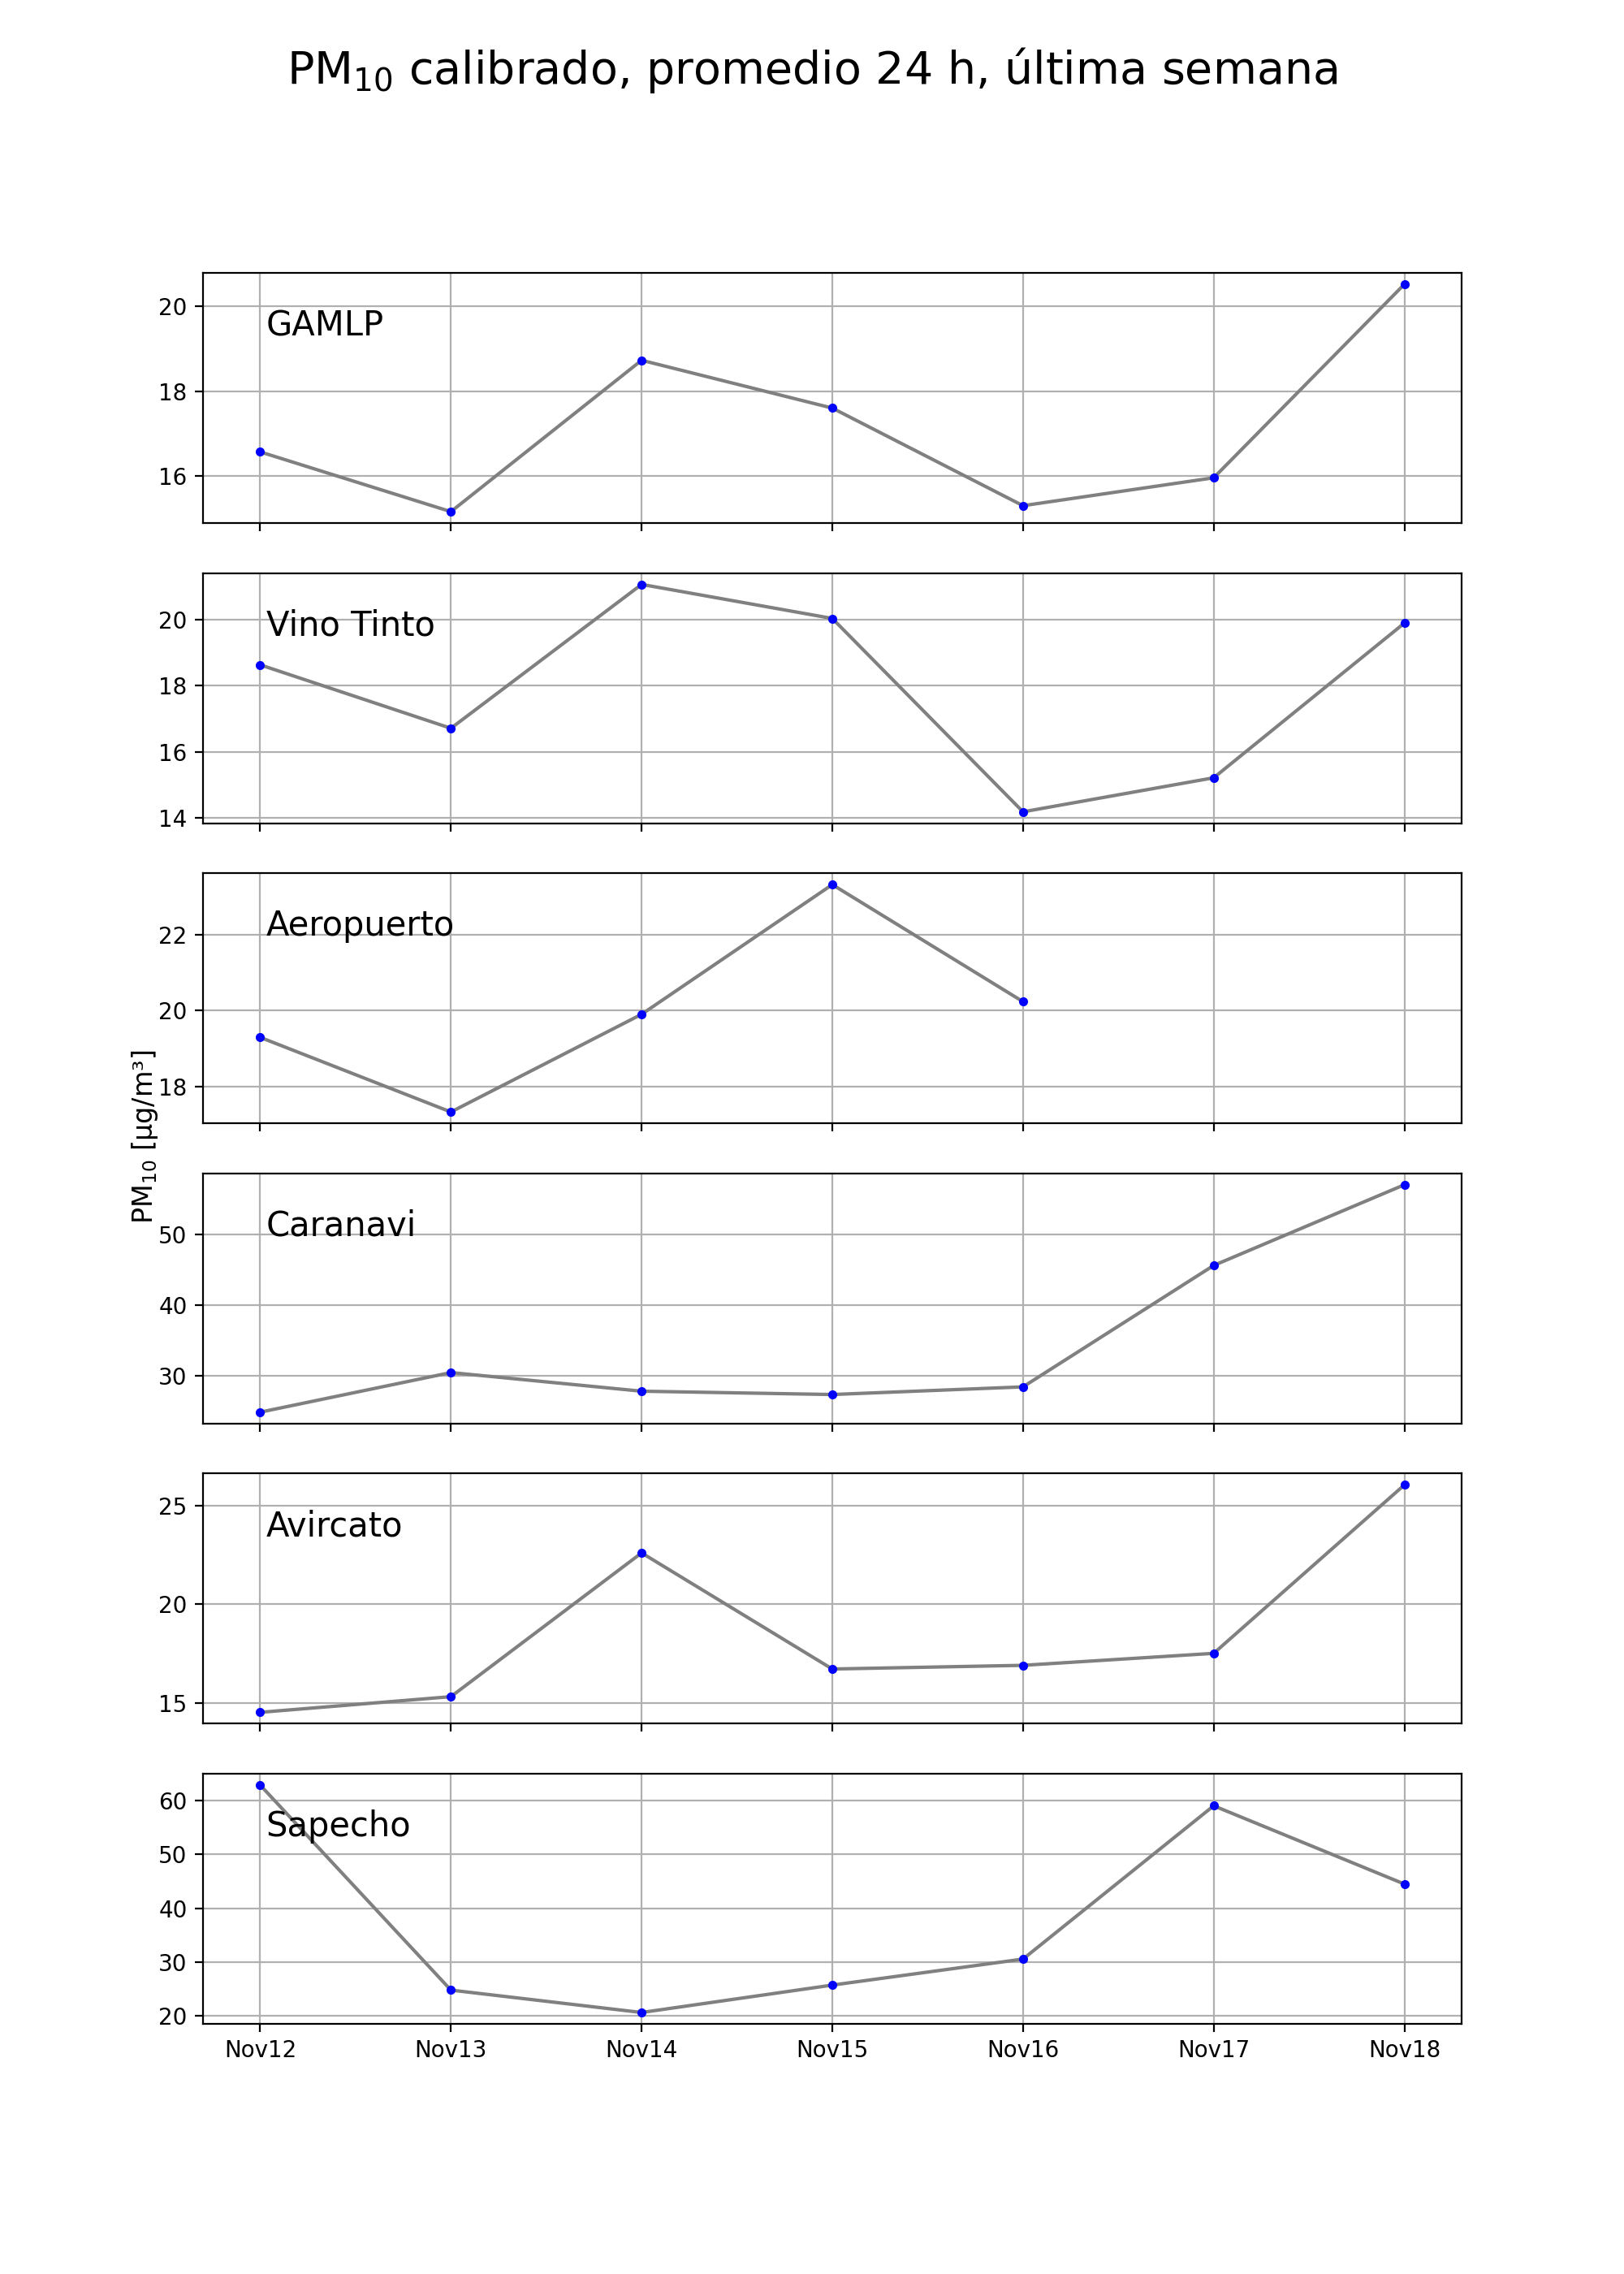 PM₁₀ calibrado, promedio 24 h, última semana
GAMLP
20
18
16
Vino Tinto
20
18
16
14
Aeropuerto
22
20
18
PM₁₀ [µg/m³]
Caranavi
50
40
30
Avircato
25
20
15
Sapecho
60
50
40
30
20
Nov12 Nov13 Nov14 Nov15 Nov16 Nov17 Nov18